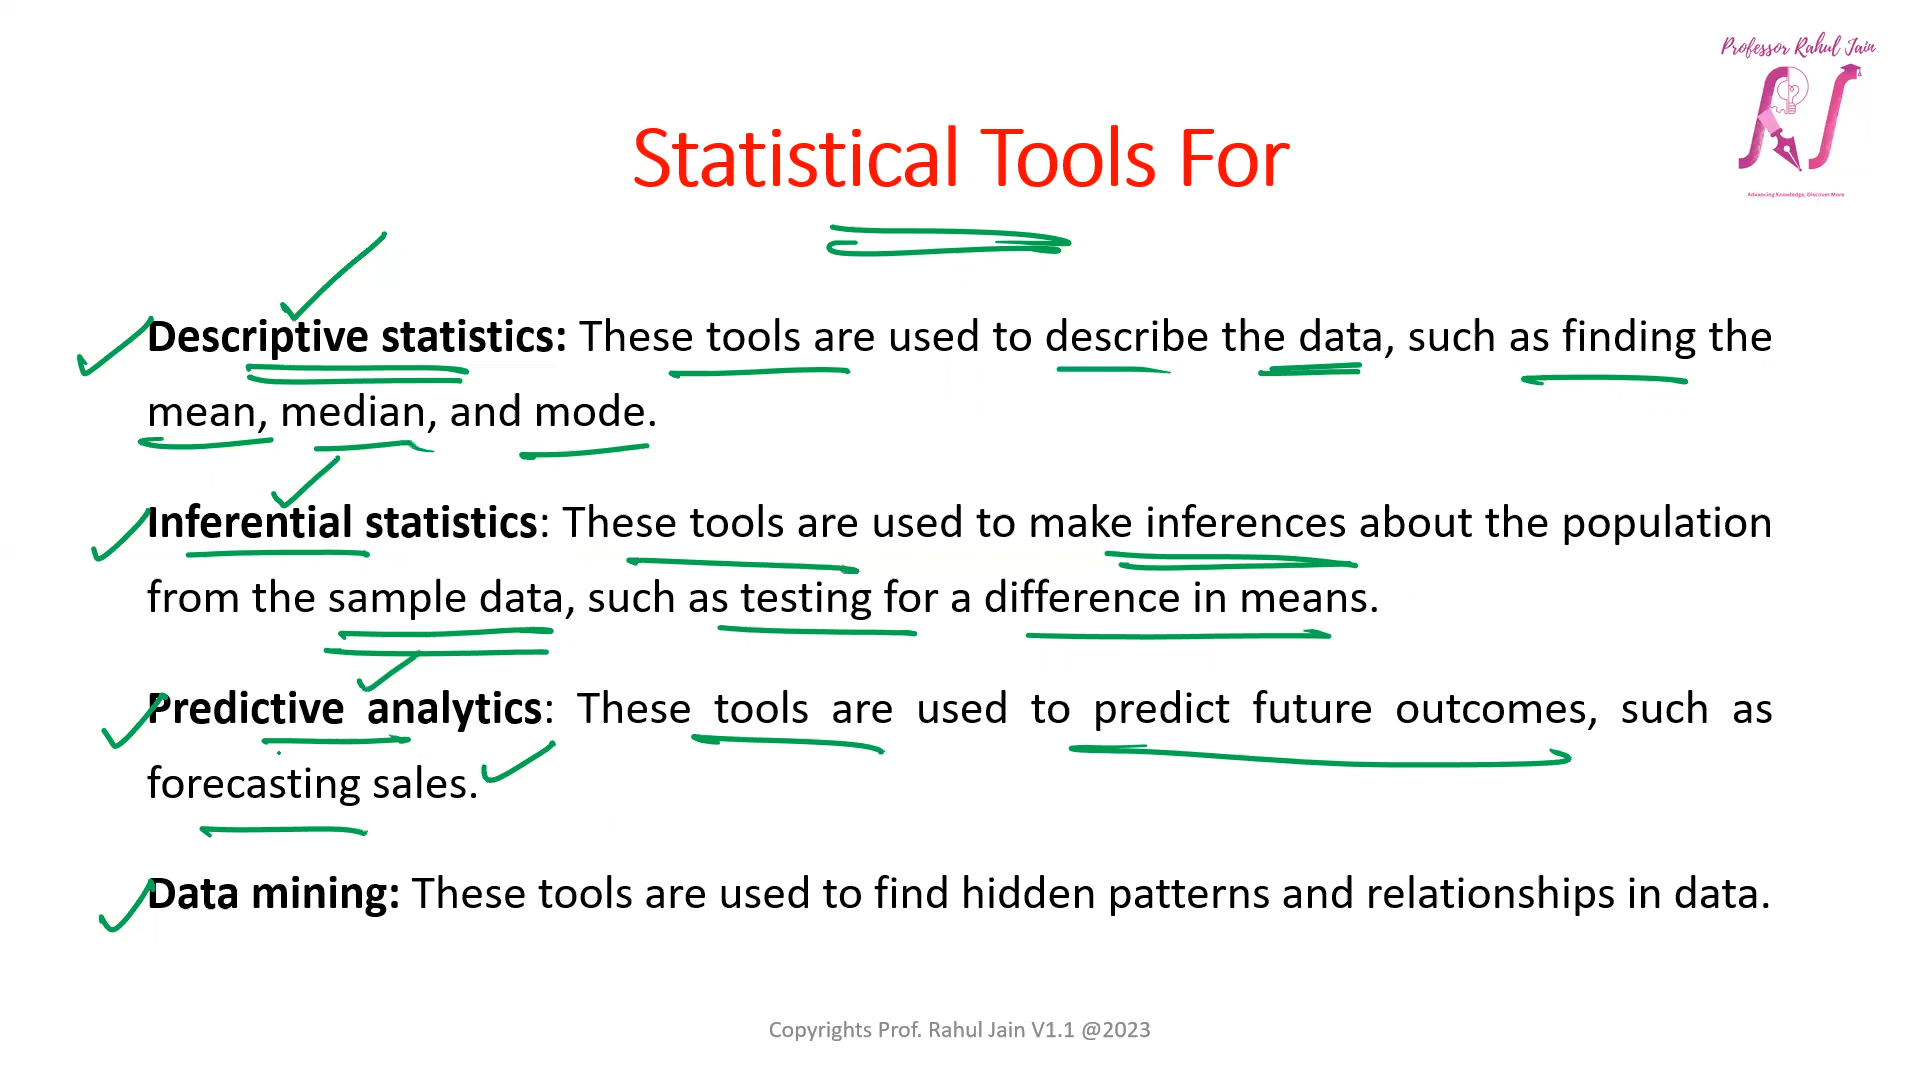 Professor Rahul Jain
Advancing Knowledge, Discover More
Statistical Tools For
Descriptive statistics: These tools are used to describe the data, such as finding the
mean, median, and mode.
Inferential statistics: These tools are used to make inferences about the population
from the sample data, such as testing for a difference in means.
Predictive analytics: These tools are used to predict future outcomes, such as
forecasting sales.
Data mining: These tools are used to find hidden patterns and relationships in data.
Copyrights Prof. Rahul Jain V1.1 @2023